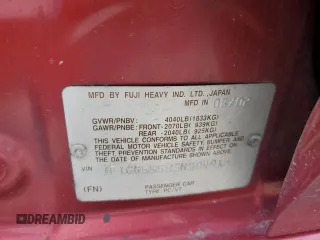 MFD BY FUJI HEAVY IND. LTD.,JAPAN
MFD IN 03/02
GVWR/PNBV: 4040LB(1833KG)
GAWR/PNBE: FRONT-2070LB( 939KG)
REAR -2040LB( 925KG)
THIS VEHICLE CONFORMS TO ALL APPLICABLE
FEDERAL MOTOR VEHICLE SAFETY, BUMPER, AND
THEFT PREVENTION STANDARDS IN EFFECT ON
THE DATE OF MANUFACTURE SHOWN ABOVE.
VIN
PASSENGER CAR
(FN) TYPE: PC/VT
DREAMBID